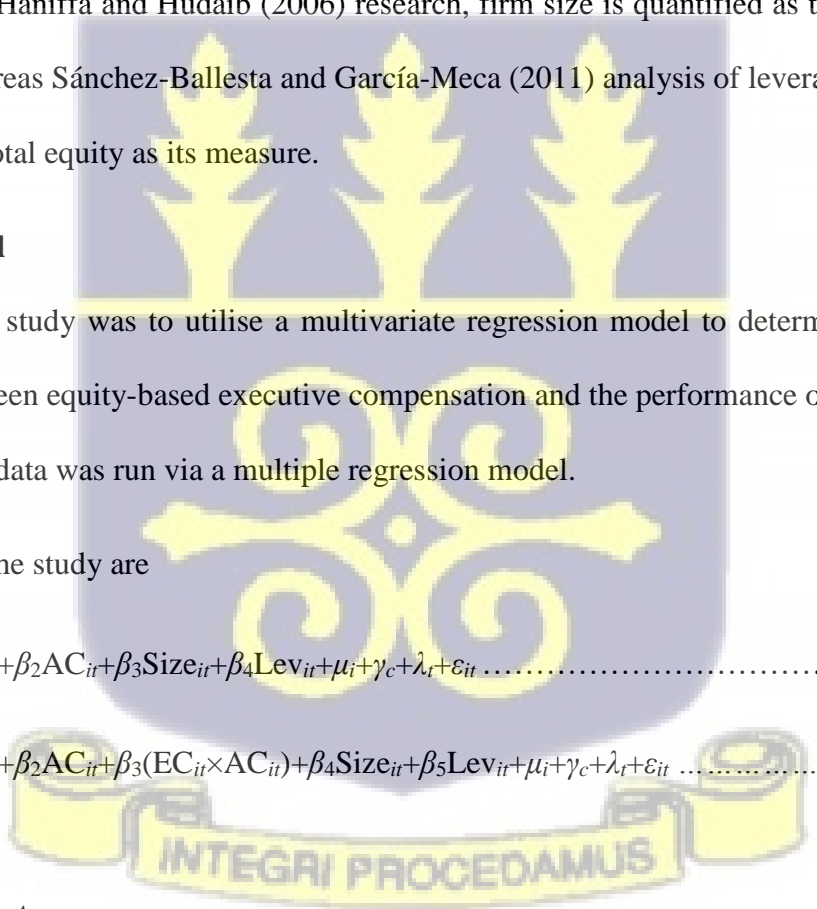 Haniffa and Hudaib (2006) research, firm size is quantified as t
reas Sánchez-Ballesta and García-Meca (2011) analysis of levera
otal equity as its measure.
l
study was to utilise a multivariate regression model to determ
een equity-based executive compensation and the performance o
data was run via a multiple regression model.
he study are
+β2ACit+β3Sizeit+β4Levit+μi+γc+λt+εit ……………………………
+β2ACit+β3(ECit×ACit)+β4Sizeit+β5Levit+μi+γc+λt+εit ……………
INTEGRI PROCEDAMUS